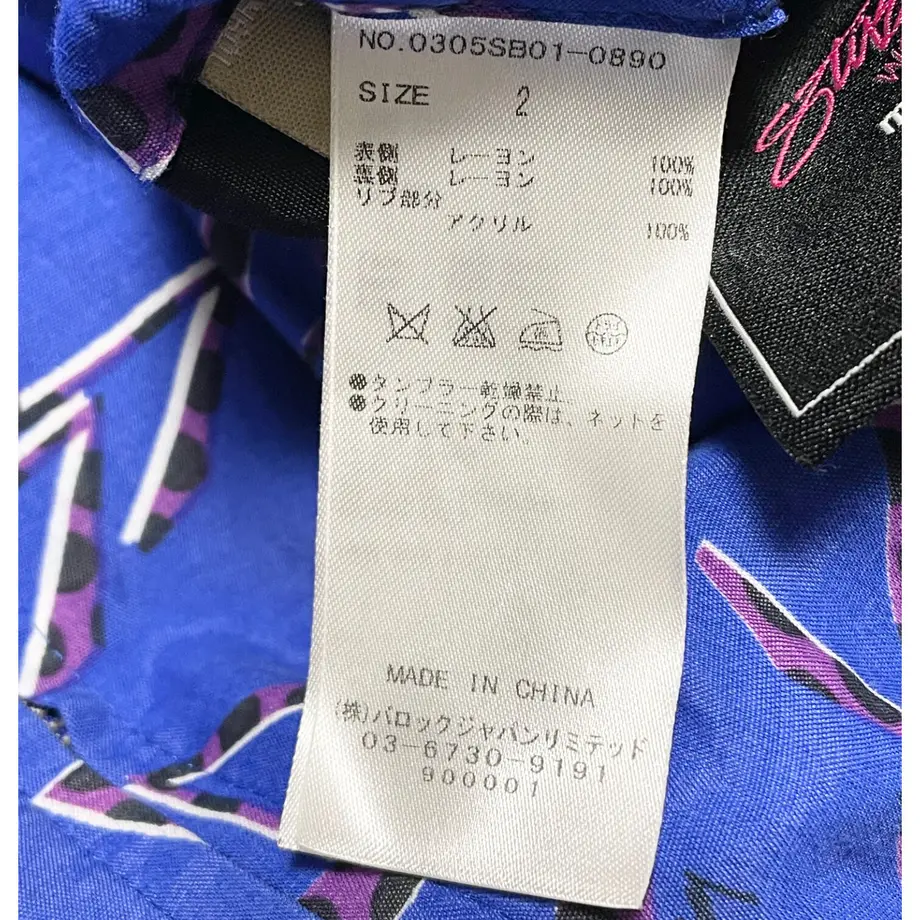 NO.0305SB01-0890
SIZE 2
表側 レーヨン 100%
裏側 レーヨン 100%
リブ部分
アクリル 100%
●タンブラー乾燥禁止.
●クリーニングの際は、ネットを
使用して下さい。
MADE IN CHINA
(株)バロックジャパンリミテッド
03-6730-9191
900001